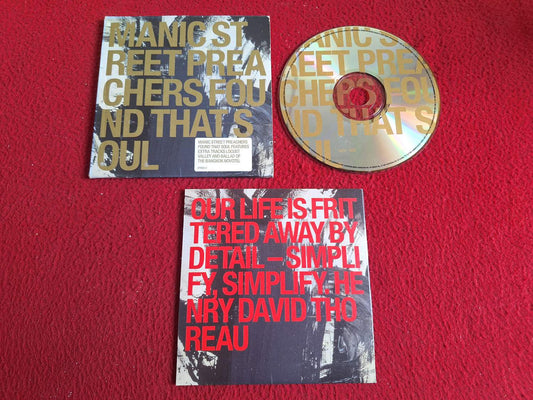 MANIC ST
REET PREA
CHERS FOU
ND THAT S
OUL
MANIC STREET PREACHERS
FOUND THAT SOUL FEATURES
EXTRA TRACKS LOCUST
VALLEY AND BALLAD OF
THE BANGKOK NOVOTEL
MANIC ST
REET PREA
CHERS FOU
ND THAT S
OUL
OUR LIFE IS FRIT
TERED AWAY BY
DETAIL – SIMPLI
FY, SIMPLIFY. HE
NRY DAVID THO
REAU